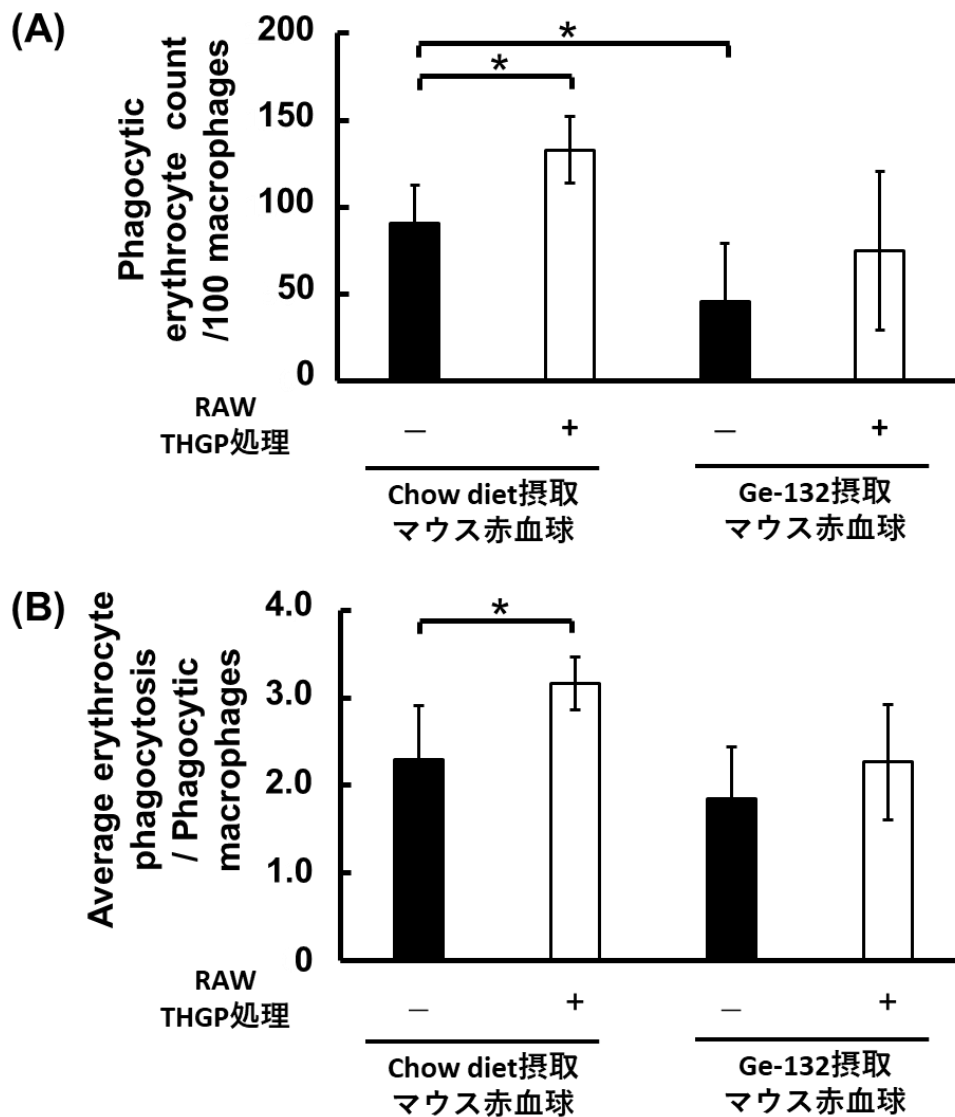 (A)
Phagocytic
erythrocyte count
/100 macrophages
200
150
100
50
0
*
*
RAW
THGP処理
－ + － +
Chow diet摂取
マウス赤血球
Ge-132摂取
マウス赤血球
(B)
Average erythrocyte
phagocytosis
/ Phagocytic
macrophages
4.0
3.0
2.0
1.0
0
*
RAW
THGP処理
－ + － +
Chow diet摂取
マウス赤血球
Ge-132摂取
マウス赤血球